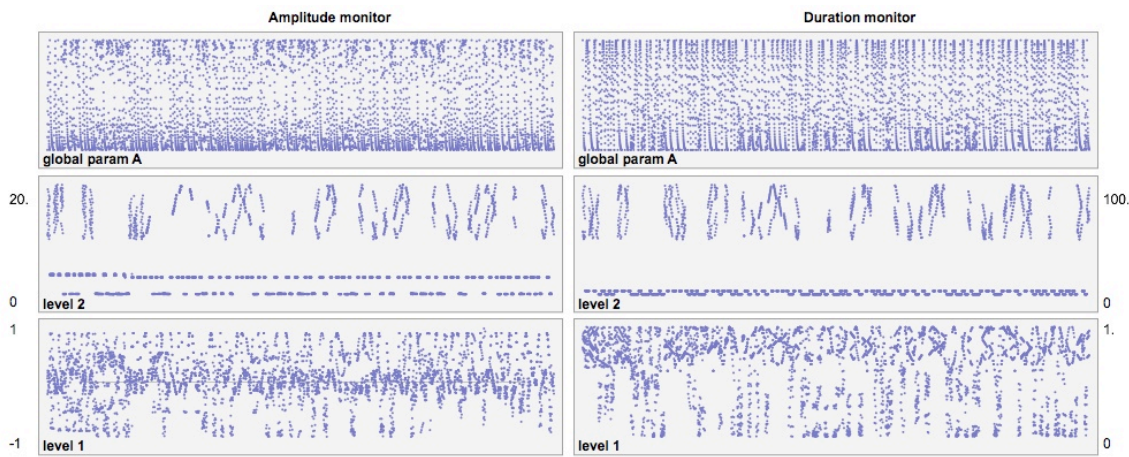 Amplitude monitor
Duration monitor
global param A
global param A
20.
100.
0
level 2
level 2
0
1
1.
-1
level 1
level 1
0